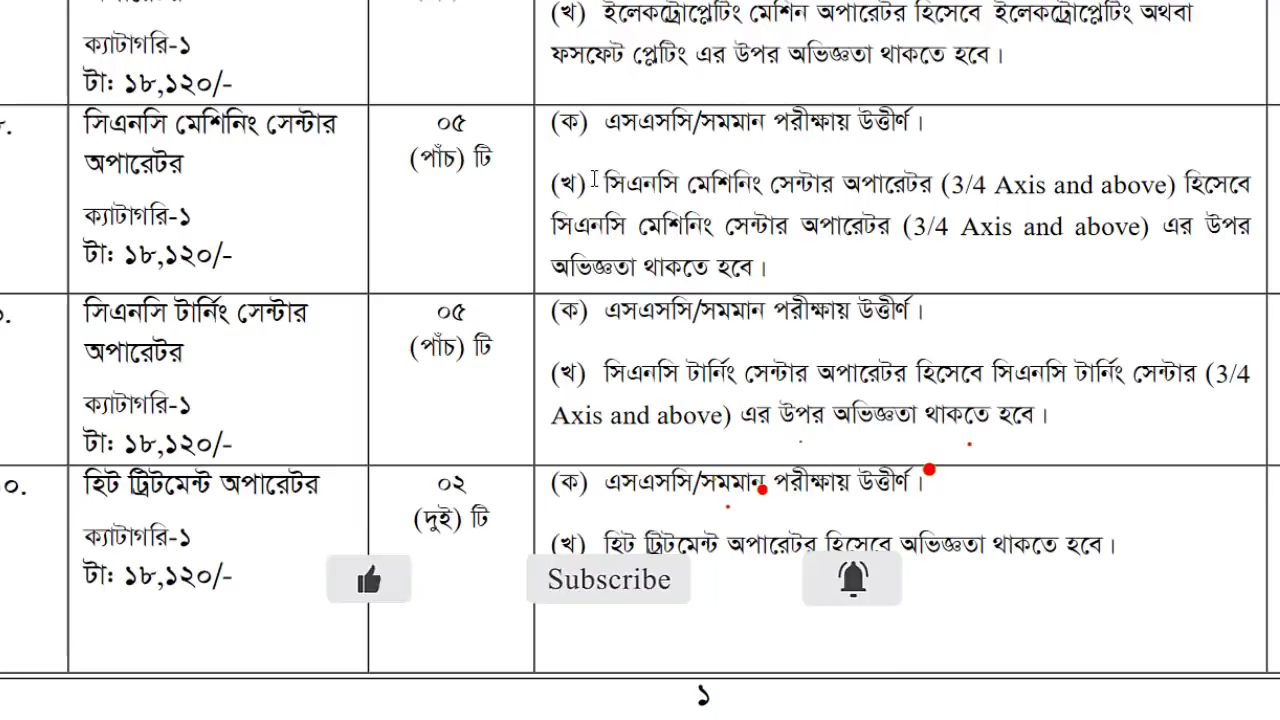 (খ) ইলেকট্রোপ্লেটিং মেশিন অপারেটর হিসেবে ইলেকট্রোপ্লেটিং অথবা
ফসফেট প্লেটিং এর উপর অভিজ্ঞতা থাকতে হবে।
ক্যাটাগরি-১
টাঃ ১৮,১২০/-
সিএনসি মেশিনিং সেন্টার
অপারেটর
ক্যাটাগরি-১
টাঃ ১৮,১২০/-
০৫
(পাঁচ) টি
(ক) এসএসসি/সমমান পরীক্ষায় উত্তীর্ণ।
(খ) সিএনসি মেশিনিং সেন্টার অপারেটর (3/4 Axis and above) হিসেবে
সিএনসি মেশিনিং সেন্টার অপারেটর (3/4 Axis and above) এর উপর
অভিজ্ঞতা থাকতে হবে।
সিএনসি টার্নিং সেন্টার
অপারেটর
ক্যাটাগরি-১
টাঃ ১৮,১২০/-
০৫
(পাঁচ) টি
(ক) এসএসসি/সমমান পরীক্ষায় উত্তীর্ণ।
(খ) সিএনসি টার্নিং সেন্টার অপারেটর হিসেবে সিএনসি টার্নিং সেন্টার (3/4
Axis and above) এর উপর অভিজ্ঞতা থাকতে হবে।
০.
হিট ট্রিটমেন্ট অপারেটর
ক্যাটাগরি-১
টাঃ ১৮,১২০/-
০২
(দুই) টি
(ক) এসএসসি/সমমান পরীক্ষায় উত্তীর্ণ।
(খ) হিট ট্রিটমেন্ট অপারেটর হিসেবে অভিজ্ঞতা থাকতে হবে।
Subscribe
১